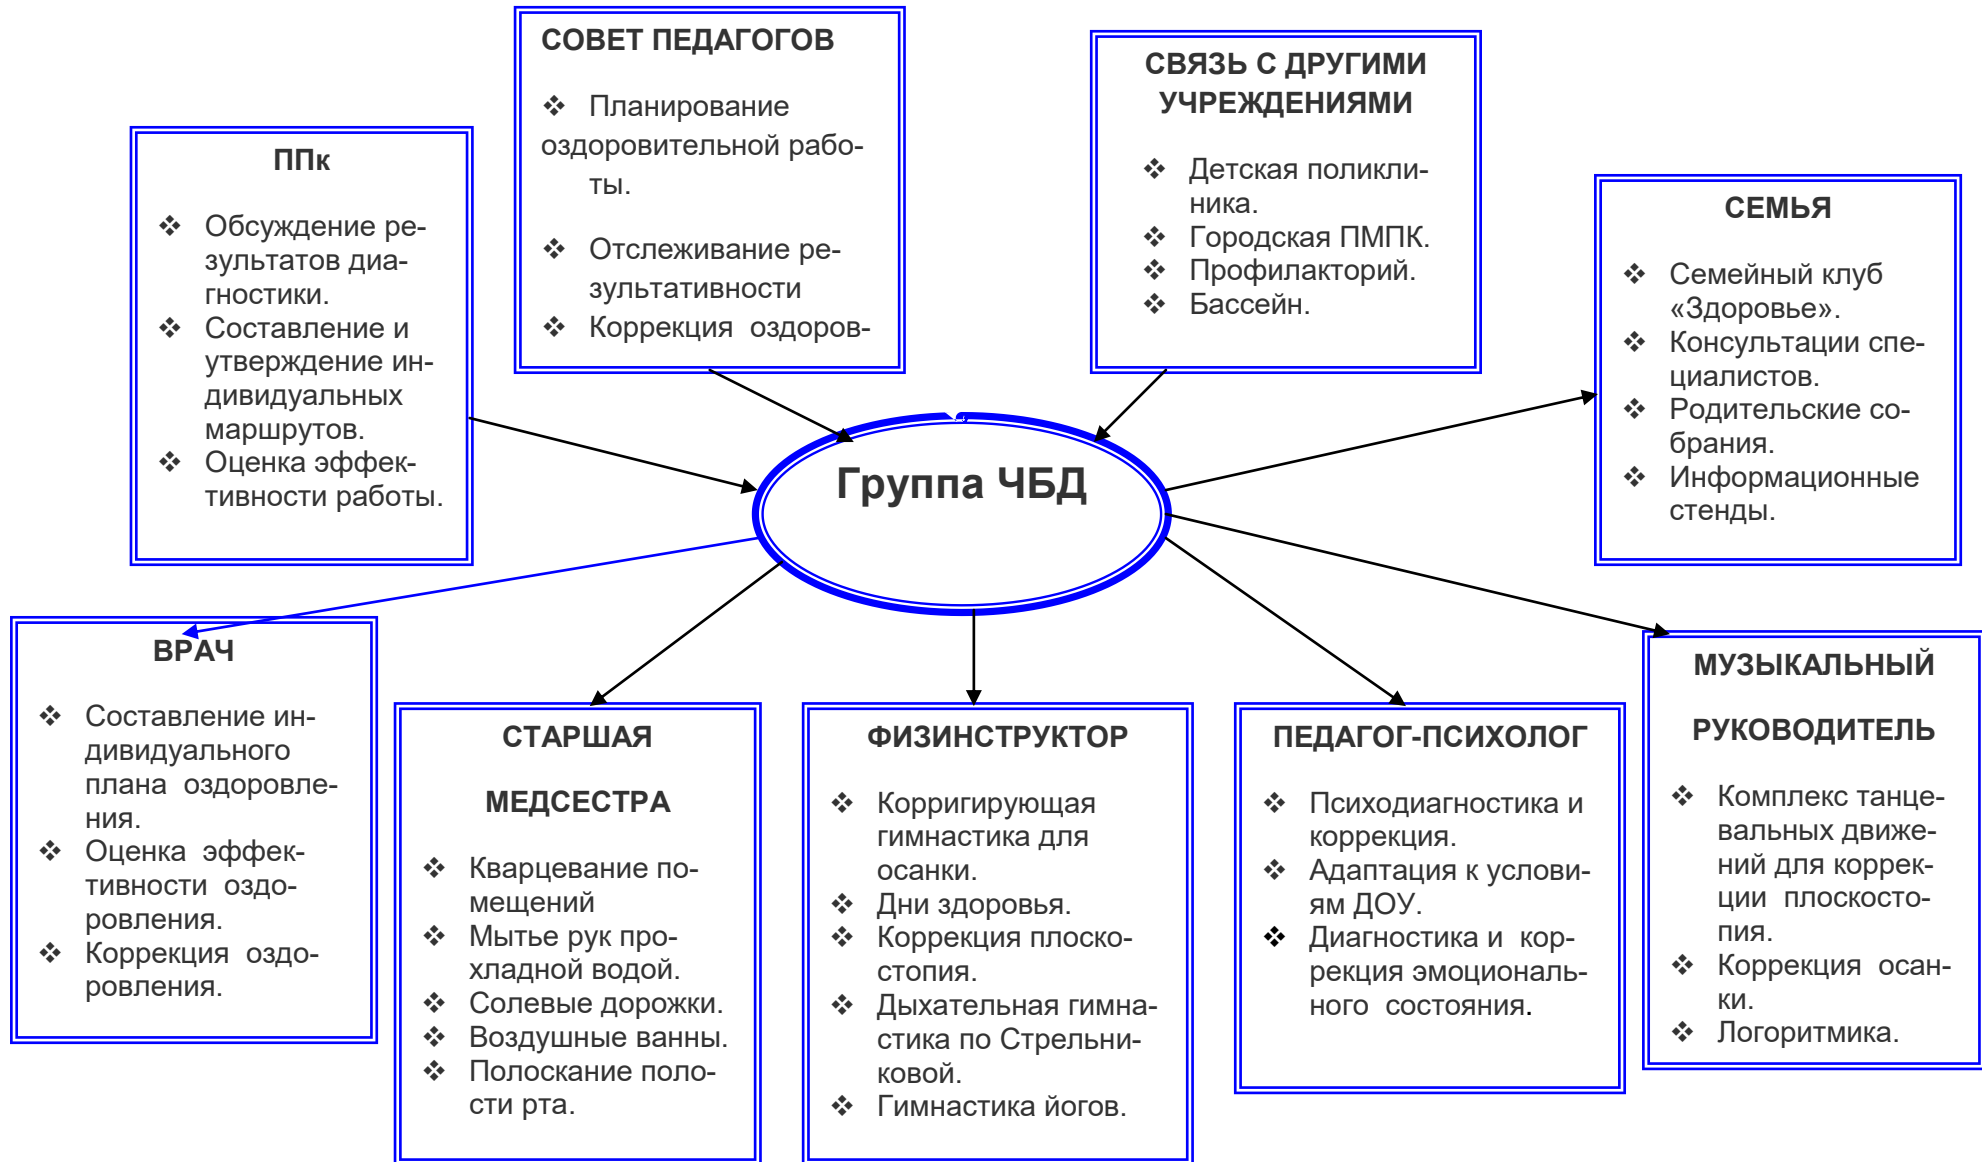 СОВЕТ ПЕДАГОГОВ
❖ Планирование
оздоровительной рабо-
ты.
❖ Отслеживание ре-
зультативности
❖ Коррекция оздоров-
СВЯЗЬ С ДРУГИМИ
УЧРЕЖДЕНИЯМИ
❖ Детская поликли-
ника.
❖ Городская ПМПК.
❖ Профилакторий.
❖ Бассейн.
ППк
❖ Обсуждение ре-
зультатов диа-
гностики.
❖ Составление и
утверждение ин-
дивидуальных
маршрутов.
❖ Оценка эффек-
тивности работы.
СЕМЬЯ
❖ Семейный клуб
«Здоровье».
❖ Консультации спе-
циалистов.
❖ Родительские со-
брания.
❖ Информационные
стенды.
Группа ЧБД
ВРАЧ
❖ Составление ин-
дивидуального
плана оздоровле-
ния.
❖ Оценка эффек-
тивности оздо-
ровления.
❖ Коррекция оздо-
ровления.
СТАРШАЯ
МЕДСЕСТРА
❖ Кварцевание по-
мещений
❖ Мытье рук про-
хладной водой.
❖ Солевые дорожки.
❖ Воздушные ванны.
❖ Полоскание поло-
сти рта.
ФИЗИНСТРУКТОР
❖ Корригирующая
гимнастика для
осанки.
❖ Дни здоровья.
❖ Коррекция плоско-
стопия.
❖ Дыхательная гимна-
стика по Стрельни-
ковой.
❖ Гимнастика йогов.
ПЕДАГОГ-ПСИХОЛОГ
❖ Психодиагностика и
коррекция.
❖ Адаптация к услови-
ям ДОУ.
❖ Диагностика и кор-
рекция эмоциональ-
ного состояния.
МУЗЫКАЛЬНЫЙ
РУКОВОДИТЕЛЬ
❖ Комплекс танце-
вальных движе-
ний для коррек-
ции плоскосто-
пия.
❖ Коррекция осан-
ки.
❖ Логоритмика.